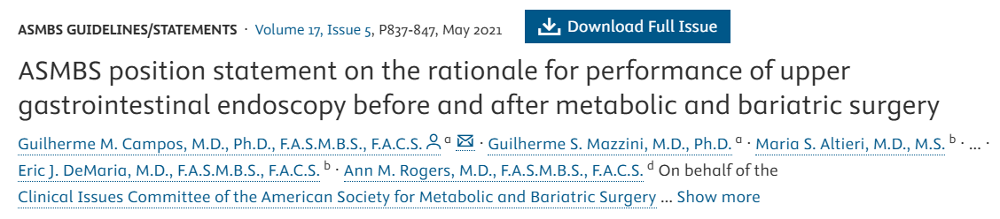 ASMBS GUIDELINES/STATEMENTS · Volume 17, Issue 5, P837-847, May 2021 Download Full Issue
ASMBS position statement on the rationale for performance of upper
gastrointestinal endoscopy before and after metabolic and bariatric surgery
Guilherme M. Campos, M.D., Ph.D., F.A.S.M.B.S., F.A.C.S. a · Guilherme S. Mazzini, M.D., Ph.D. a · Maria S. Altieri, M.D., M.S. b · ... ·
Eric J. DeMaria, M.D., F.A.S.M.B.S., F.A.C.S. b · Ann M. Rogers, M.D., F.A.S.M.B.S., F.A.C.S. d On behalf of the
Clinical Issues Committee of the American Society for Metabolic and Bariatric Surgery ... Show more